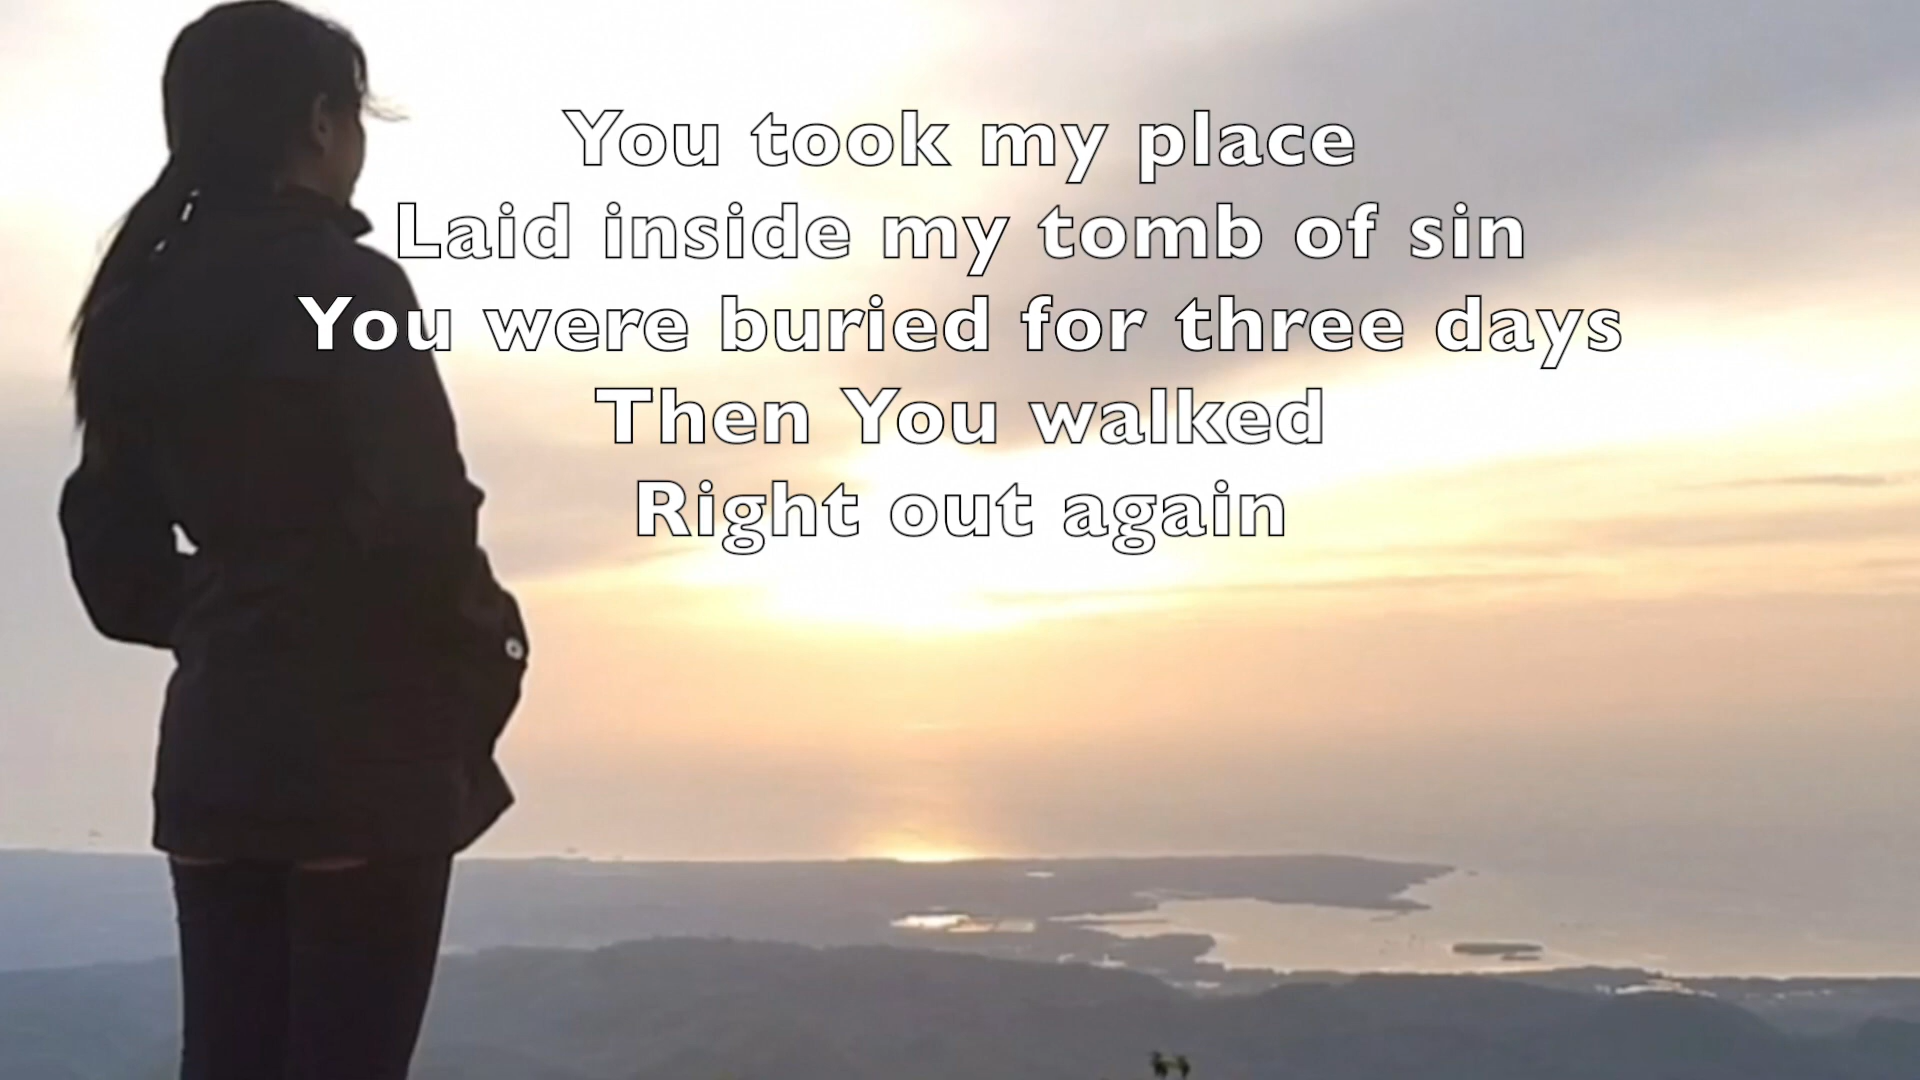 You took my place
Laid inside my tomb of sin
You were buried for three days
Then You walked
Right out again